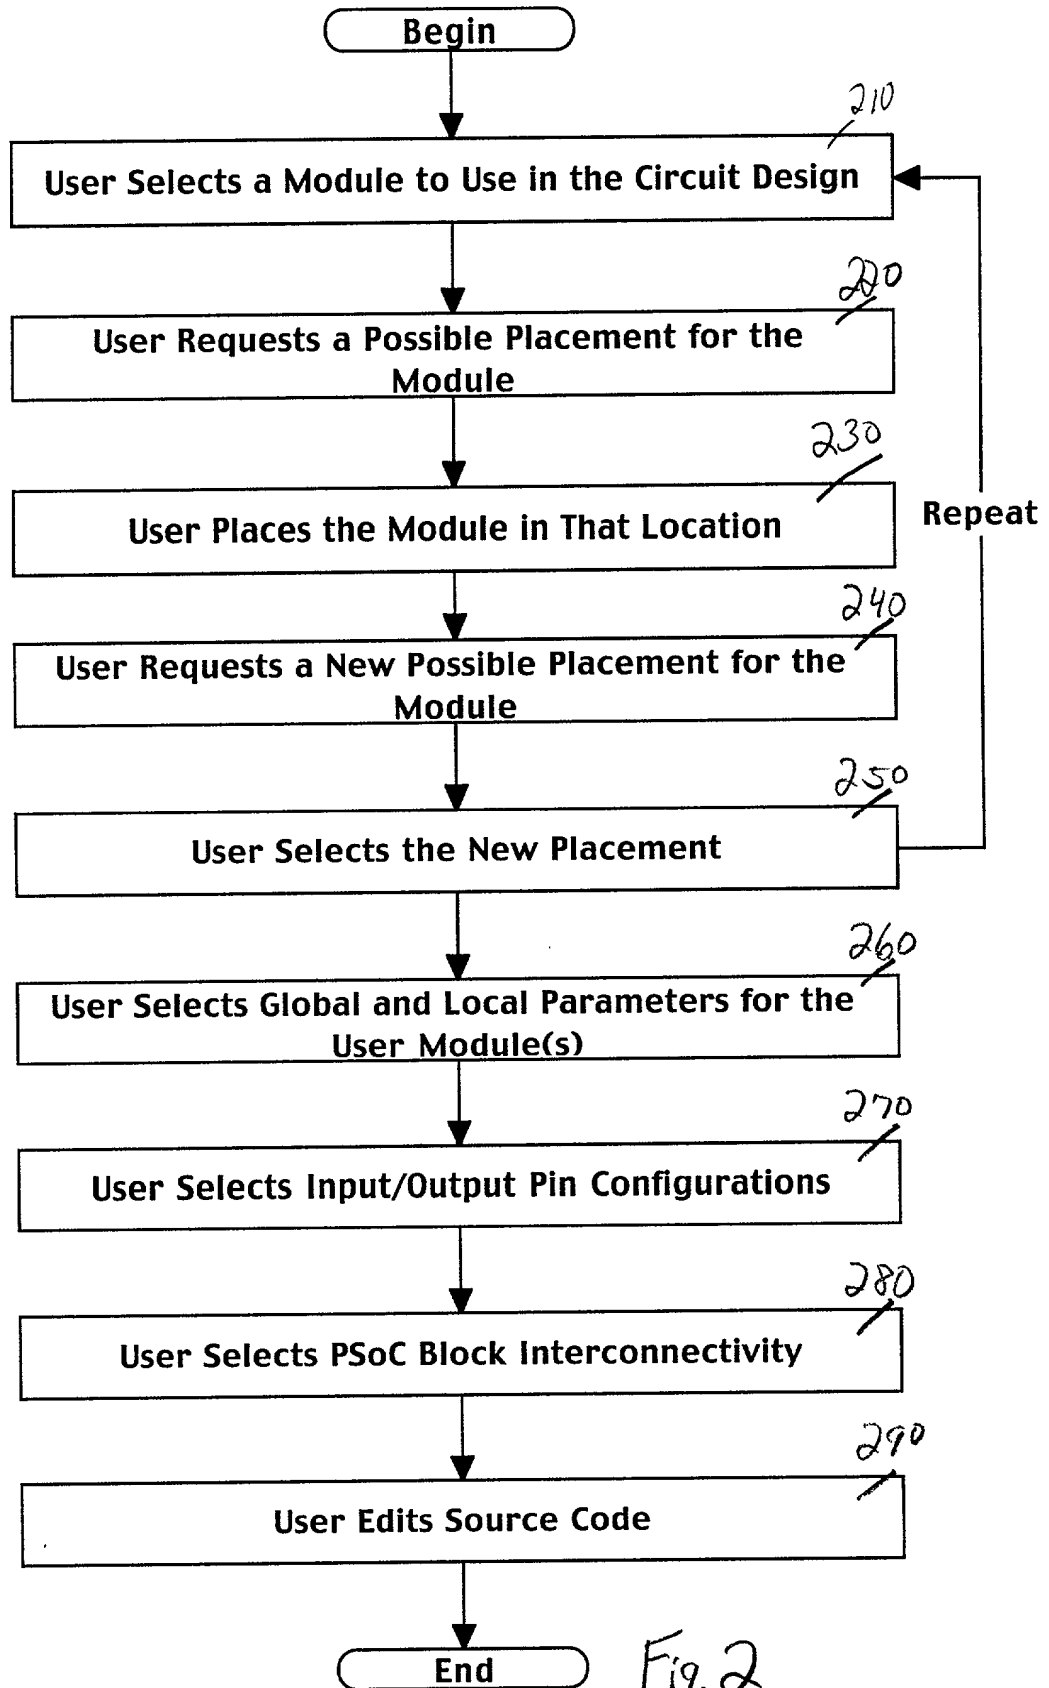 Begin
210
User Selects a Module to Use in the Circuit Design
220
User Requests a Possible Placement for the
Module
230
User Places the Module in That Location
Repeat
240
User Requests a New Possible Placement for the
Module
250
User Selects the New Placement
260
User Selects Global and Local Parameters for the
User Module(s)
270
User Selects Input/Output Pin Configurations
280
User Selects PSoC Block Interconnectivity
290
User Edits Source Code
End
Fig. 2